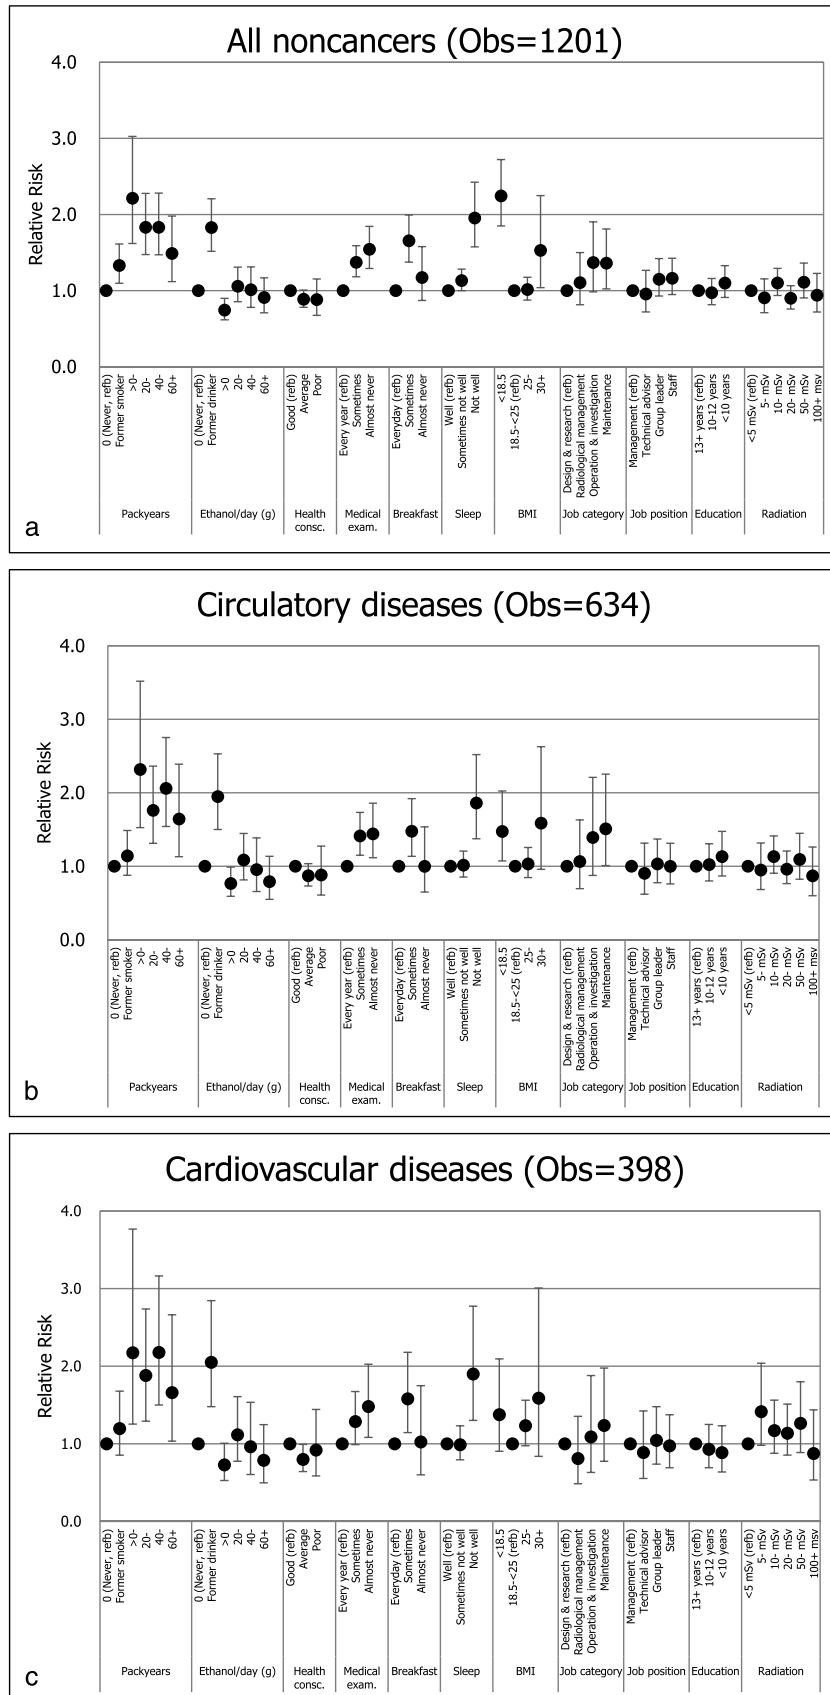 All noncancers (Obs=1201)
Relative Risk
4.0
3.0
2.0
1.0
0.0
0 (Never, refb)
Former smoker
>0-
20-
40-
60+
0 (Never, refb)
Former drinker
>0
20-
40-
60+
Good (refb)
Average
Poor
Every year (refb)
Sometimes
Almost never
Everyday (refb)
Sometimes
Almost never
Well (refb)
Sometimes not well
Not well
<18.5
18.5-<25 (refb)
25-
30+
Design & research (refb)
Radiological management
Operation & investigation
Maintenance
Management (refb)
Technical advisor
Group leader
Staff
13+ years (refb)
10-12 years
<10 years
<5 mSv (refb)
5- mSv
10- mSv
20- mSv
50- mSv
100+ msv
Packyears
Ethanol/day (g)
Health
consc.
Medical
exam.
Breakfast
Sleep
BMI
Job category
Job position
Education
Radiation
a
Circulatory diseases (Obs=634)
Relative Risk
4.0
3.0
2.0
1.0
0.0
0 (Never, refb)
Former smoker
>0-
20-
40-
60+
0 (Never, refb)
Former drinker
>0
20-
40-
60+
Good (refb)
Average
Poor
Every year (refb)
Sometimes
Almost never
Everyday (refb)
Sometimes
Almost never
Well (refb)
Sometimes not well
Not well
<18.5
18.5-<25 (refb)
25-
30+
Design & research (refb)
Radiological management
Operation & investigation
Maintenance
Management (refb)
Technical advisor
Group leader
Staff
13+ years (refb)
10-12 years
<10 years
<5 mSv (refb)
5- mSv
10- mSv
20- mSv
50- mSv
100+ msv
Packyears
Ethanol/day (g)
Health
consc.
Medical
exam.
Breakfast
Sleep
BMI
Job category
Job position
Education
Radiation
b
Cardiovascular diseases (Obs=398)
Relative Risk
4.0
3.0
2.0
1.0
0.0
0 (Never, refb)
Former smoker
>0-
20-
40-
60+
0 (Never, refb)
Former drinker
>0
20-
40-
60+
Good (refb)
Average
Poor
Every year (refb)
Sometimes
Almost never
Everyday (refb)
Sometimes
Almost never
Well (refb)
Sometimes not well
Not well
<18.5
18.5-<25 (refb)
25-
30+
Design & research (refb)
Radiological management
Operation & investigation
Maintenance
Management (refb)
Technical advisor
Group leader
Staff
13+ years (refb)
10-12 years
<10 years
<5 mSv (refb)
5- mSv
10- mSv
20- mSv
50- mSv
100+ msv
Packyears
Ethanol/day (g)
Health
consc.
Medical
exam.
Breakfast
Sleep
BMI
Job category
Job position
Education
Radiation
c